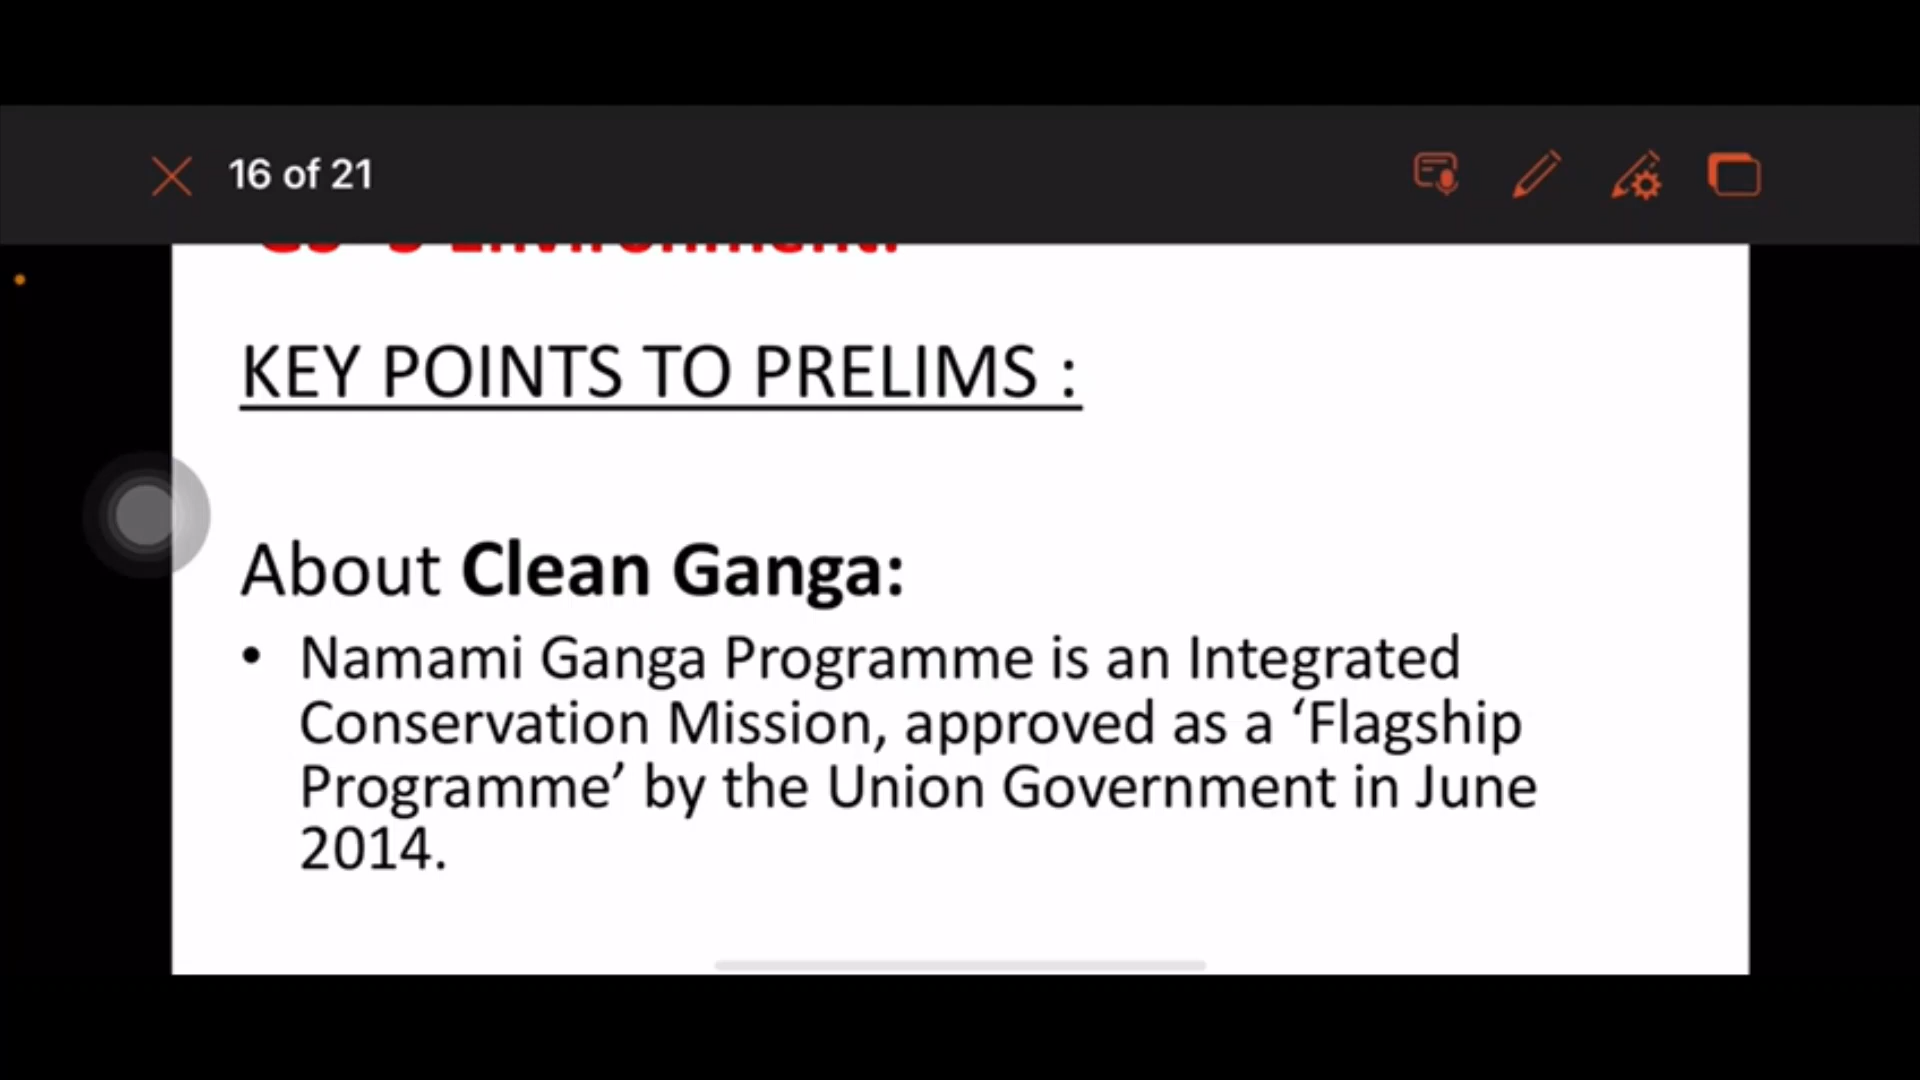 16 of 21
Environment:
KEY POINTS TO PRELIMS :
About Clean Ganga:
• Namami Ganga Programme is an Integrated
Conservation Mission, approved as a ‘Flagship
Programme’ by the Union Government in June
2014.